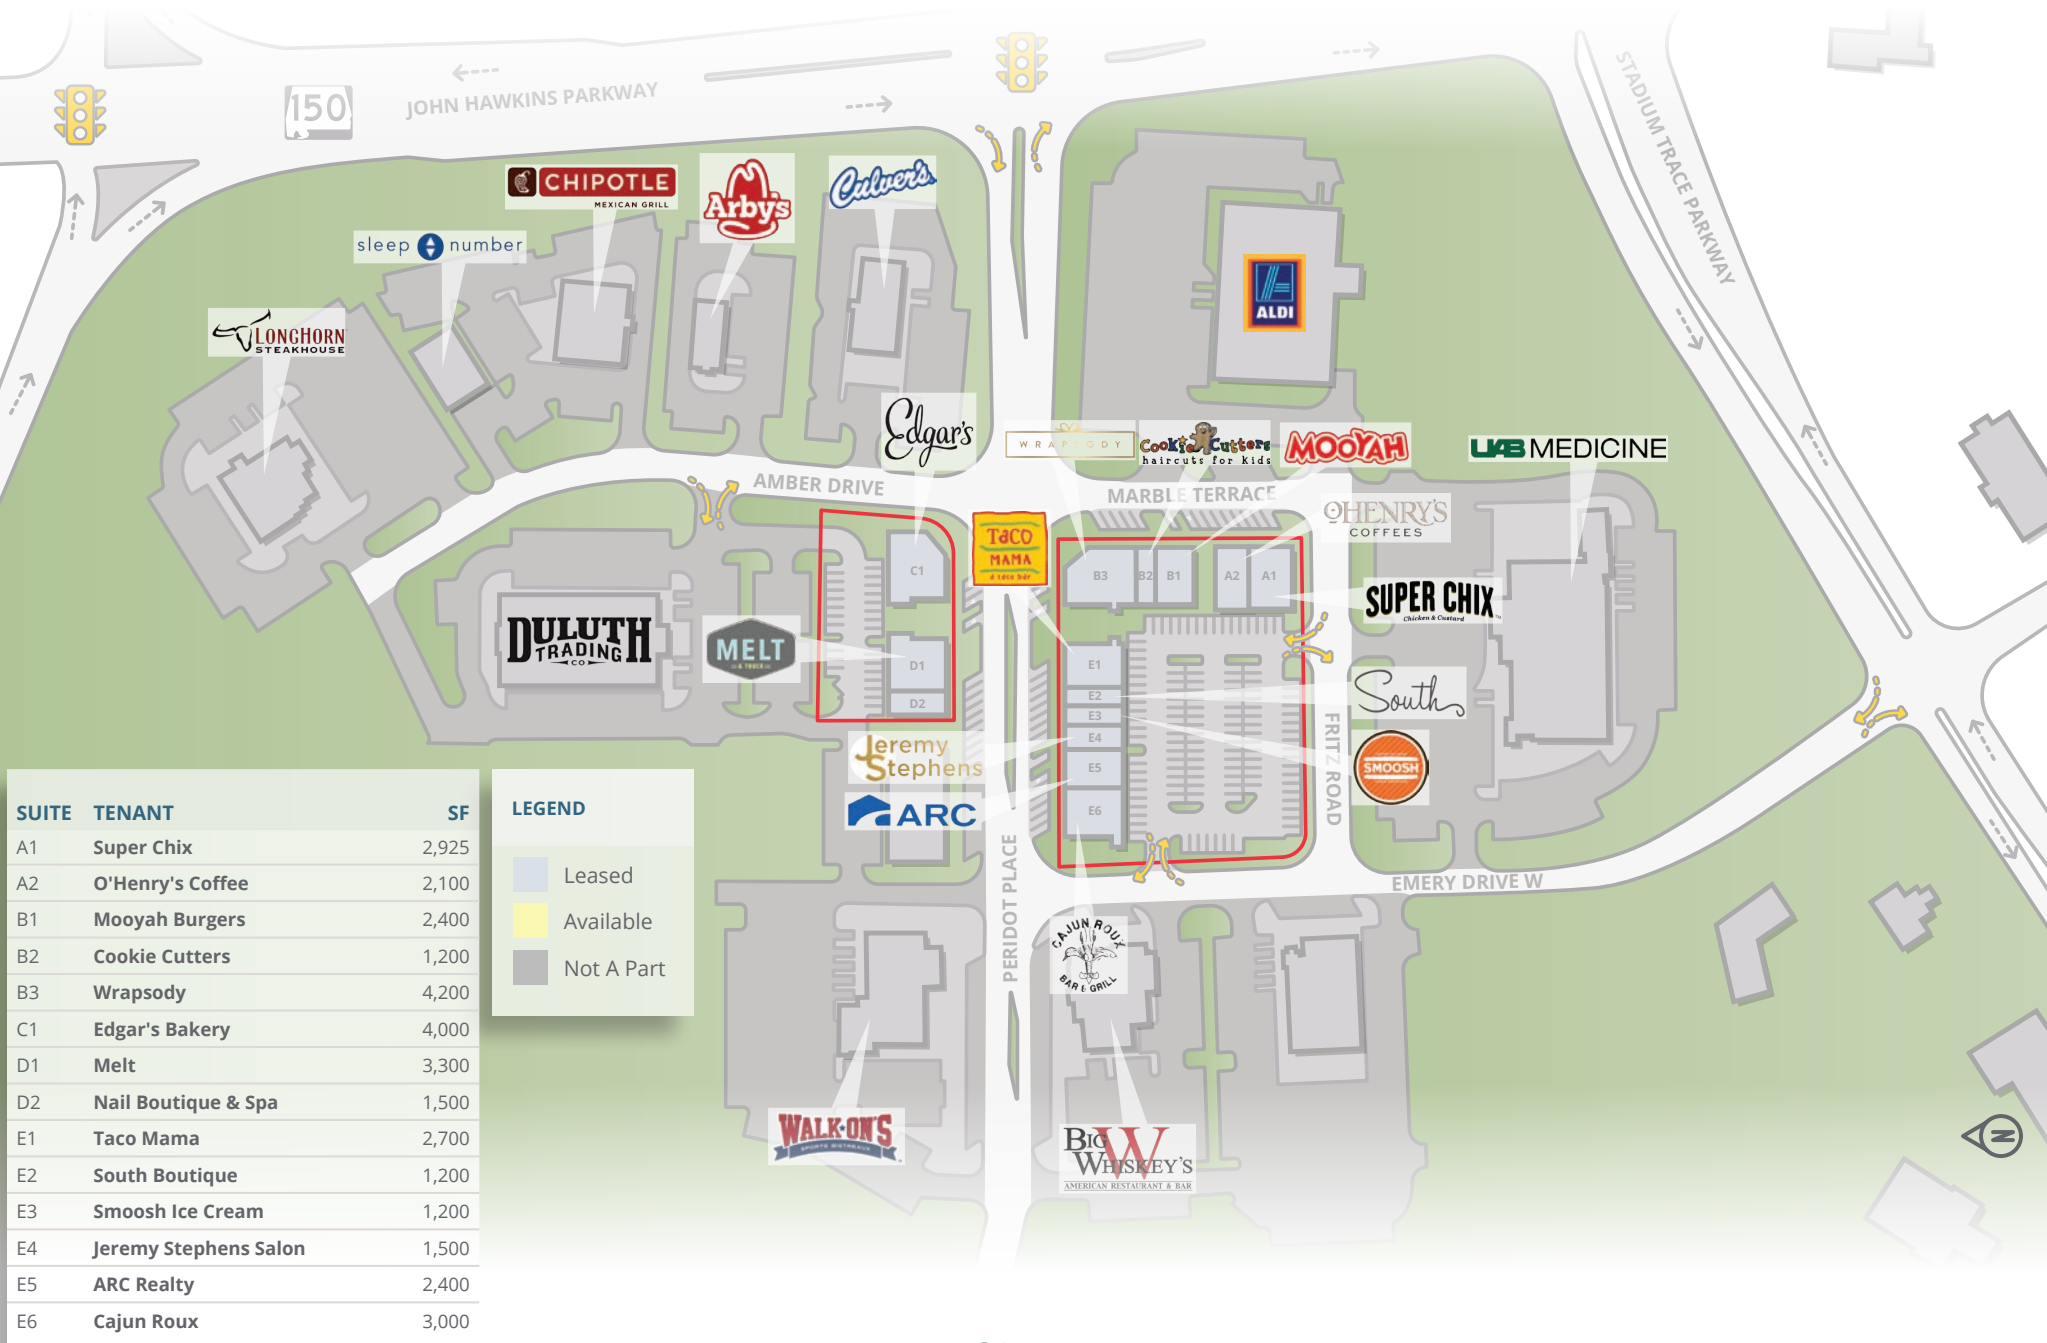 150
JOHN HAWKINS PARKWAY
STADIUM TRACE PARKWAY
CHIPOTLE
MEXICAN GRILL
Arby's
Culver's
sleep number
LONGHORN
STEAKHOUSE
ALDI
Edgar's
WRAPSODY
Cookie Cutters
haircuts for kids
MOOYAH
UAB MEDICINE
AMBER DRIVE
MARBLE TERRACE
O'HENRY'S
COFFEES
TACO
MAMA
a taco bar
C1
B3
B2
B1
A2
A1
SUPER CHIX
Chicken & Custard
DULUTH
TRADING
CO
MELT
D1
D2
E1
E2
E3
E4
E5
E6
South
Jeremy
Stephens
SMOOSH
ARC
FRITZ ROAD
PERIDOT PLACE
EMERY DRIVE W
CAJUN ROUX
BAR & GRILL
WALK-ON'S
SPORTS BISTREAUX
BIG
WHISKEY'S
AMERICAN RESTAURANT & BAR
N
SUITE TENANT SF
A1 Super Chix 2,925
A2 O'Henry's Coffee 2,100
B1 Mooyah Burgers 2,400
B2 Cookie Cutters 1,200
B3 Wrapsody 4,200
C1 Edgar's Bakery 4,000
D1 Melt 3,300
D2 Nail Boutique & Spa 1,500
E1 Taco Mama 2,700
E2 South Boutique 1,200
E3 Smoosh Ice Cream 1,200
E4 Jeremy Stephens Salon 1,500
E5 ARC Realty 2,400
E6 Cajun Roux 3,000
LEGEND
Leased
Available
Not A Part